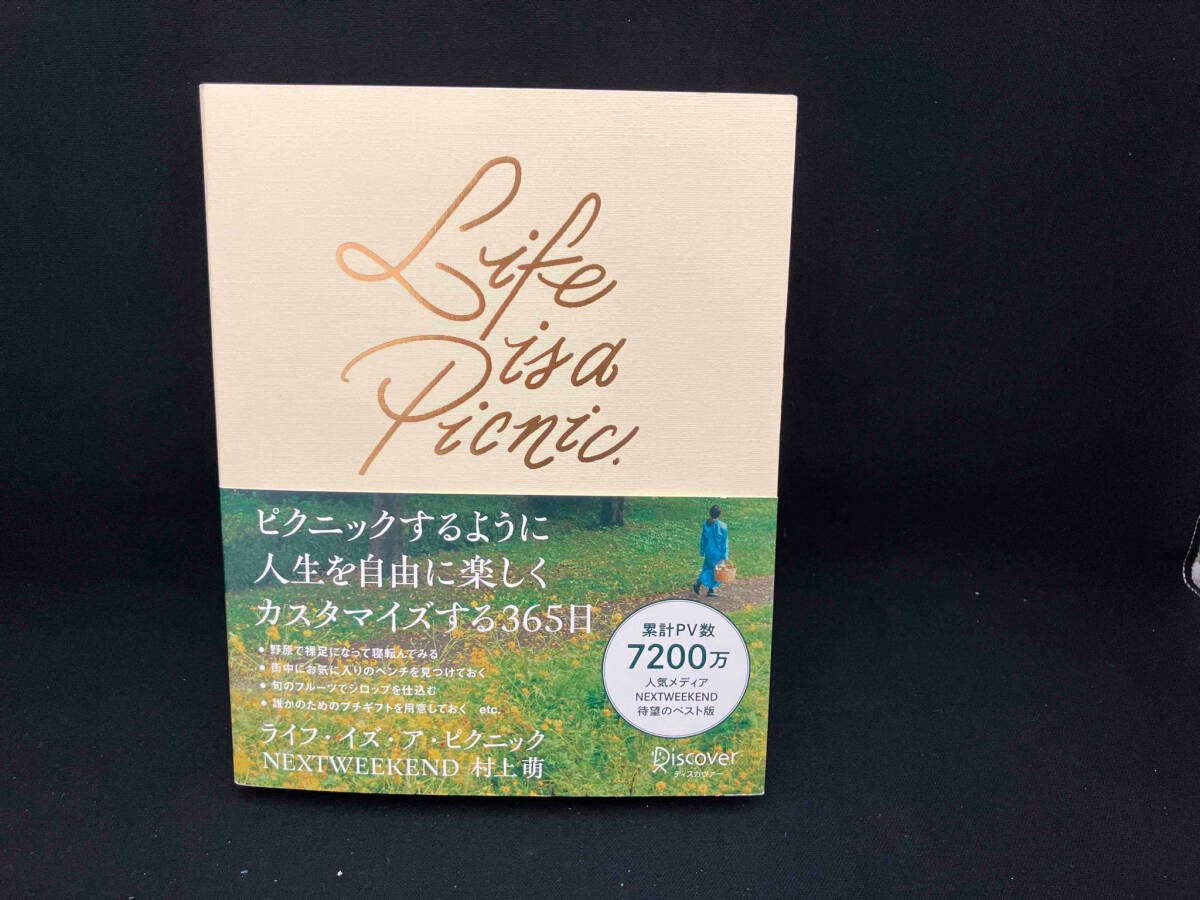 Life
is a
Picnic.
ピクニックするように
人生を自由に楽しく
カスタマイズする365日
• 野原で裸足になって寝転んでみる
• 街中にお気に入りのベンチを見つけておく
• 旬のフルーツでシロップを仕込む
• 誰かのためのプチギフトを用意しておく etc.
ライフ・イズ・ア・ピクニック
NEXTWEEKEND 村上萌
累計PV数
7200万
人気メディア
NEXTWEEKEND
待望のベスト版
Discover
ディスカヴァー